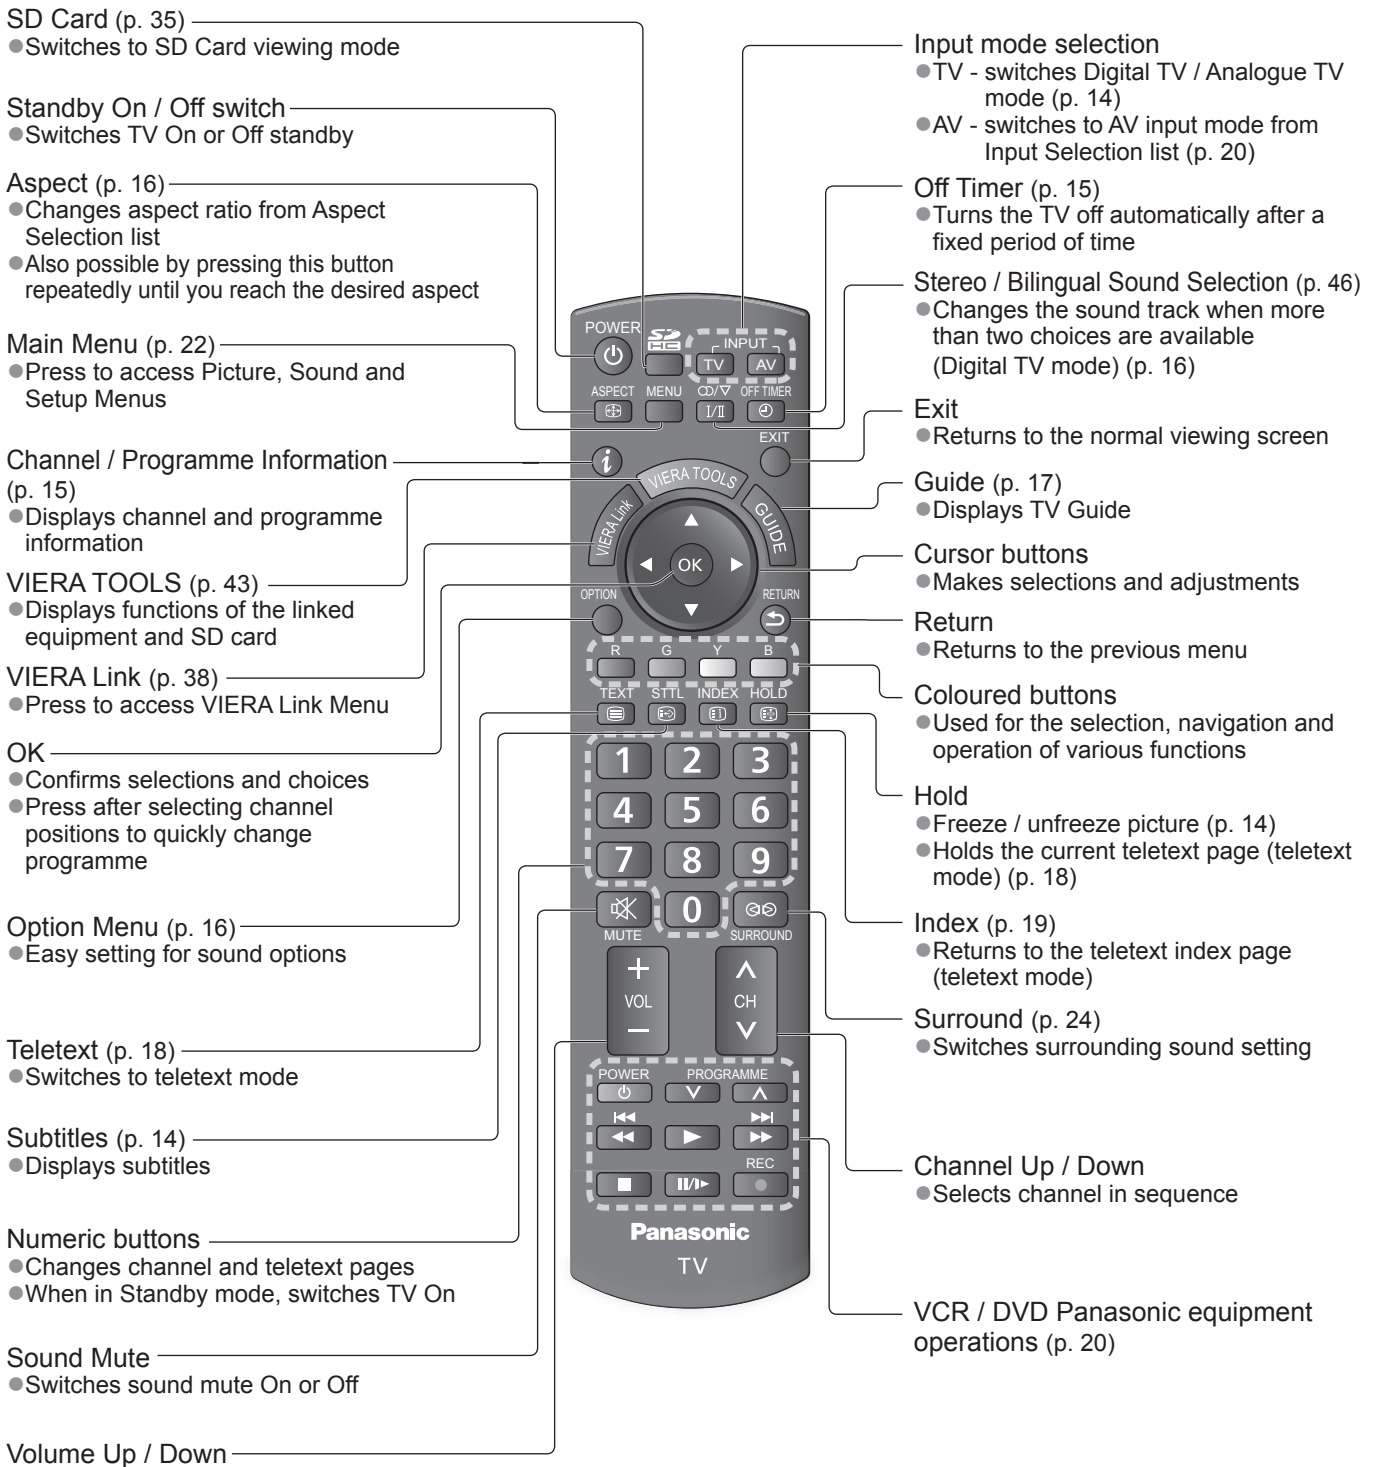 SD Card (p. 35)
●Switches to SD Card viewing mode
Standby On / Off switch
●Switches TV On or Off standby
Aspect (p. 16)
●Changes aspect ratio from Aspect
Selection list
●Also possible by pressing this button
repeatedly until you reach the desired aspect
Main Menu (p. 22)
●Press to access Picture, Sound and
Setup Menus
Channel / Programme Information
(p. 15)
●Displays channel and programme
information
VIERA TOOLS (p. 43)
●Displays functions of the linked
equipment and SD card
VIERA Link (p. 38)
●Press to access VIERA Link Menu
OK
●Confirms selections and choices
●Press after selecting channel
positions to quickly change
programme
Option Menu (p. 16)
●Easy setting for sound options
Teletext (p. 18)
●Switches to teletext mode
Subtitles (p. 14)
●Displays subtitles
Numeric buttons
●Changes channel and teletext pages
●When in Standby mode, switches TV On
Sound Mute
●Switches sound mute On or Off
Volume Up / Down
POWER
SD HC
INPUT
TV AV
ASPECT MENU OFF TIMER
I/II
EXIT
i
VIERA TOOLS
VIERA Link
GUIDE
OK
OPTION RETURN
R G Y B
TEXT STTL INDEX HOLD
1 2 3
4 5 6
7 8 9
0
MUTE SURROUND
+
VOL CH
−
POWER PROGRAMME
REC
Panasonic
TV
Input mode selection
●TV - switches Digital TV / Analogue TV
mode (p. 14)
●AV - switches to AV input mode from
Input Selection list (p. 20)
Off Timer (p. 15)
●Turns the TV off automatically after a
fixed period of time
Stereo / Bilingual Sound Selection (p. 46)
●Changes the sound track when more
than two choices are available
(Digital TV mode) (p. 16)
Exit
●Returns to the normal viewing screen
Guide (p. 17)
●Displays TV Guide
Cursor buttons
●Makes selections and adjustments
Return
●Returns to the previous menu
Coloured buttons
●Used for the selection, navigation and
operation of various functions
Hold
●Freeze / unfreeze picture (p. 14)
●Holds the current teletext page (teletext
mode) (p. 18)
Index (p. 19)
●Returns to the teletext index page
(teletext mode)
Surround (p. 24)
●Switches surrounding sound setting
Channel Up / Down
●Selects channel in sequence
VCR / DVD Panasonic equipment
operations (p. 20)